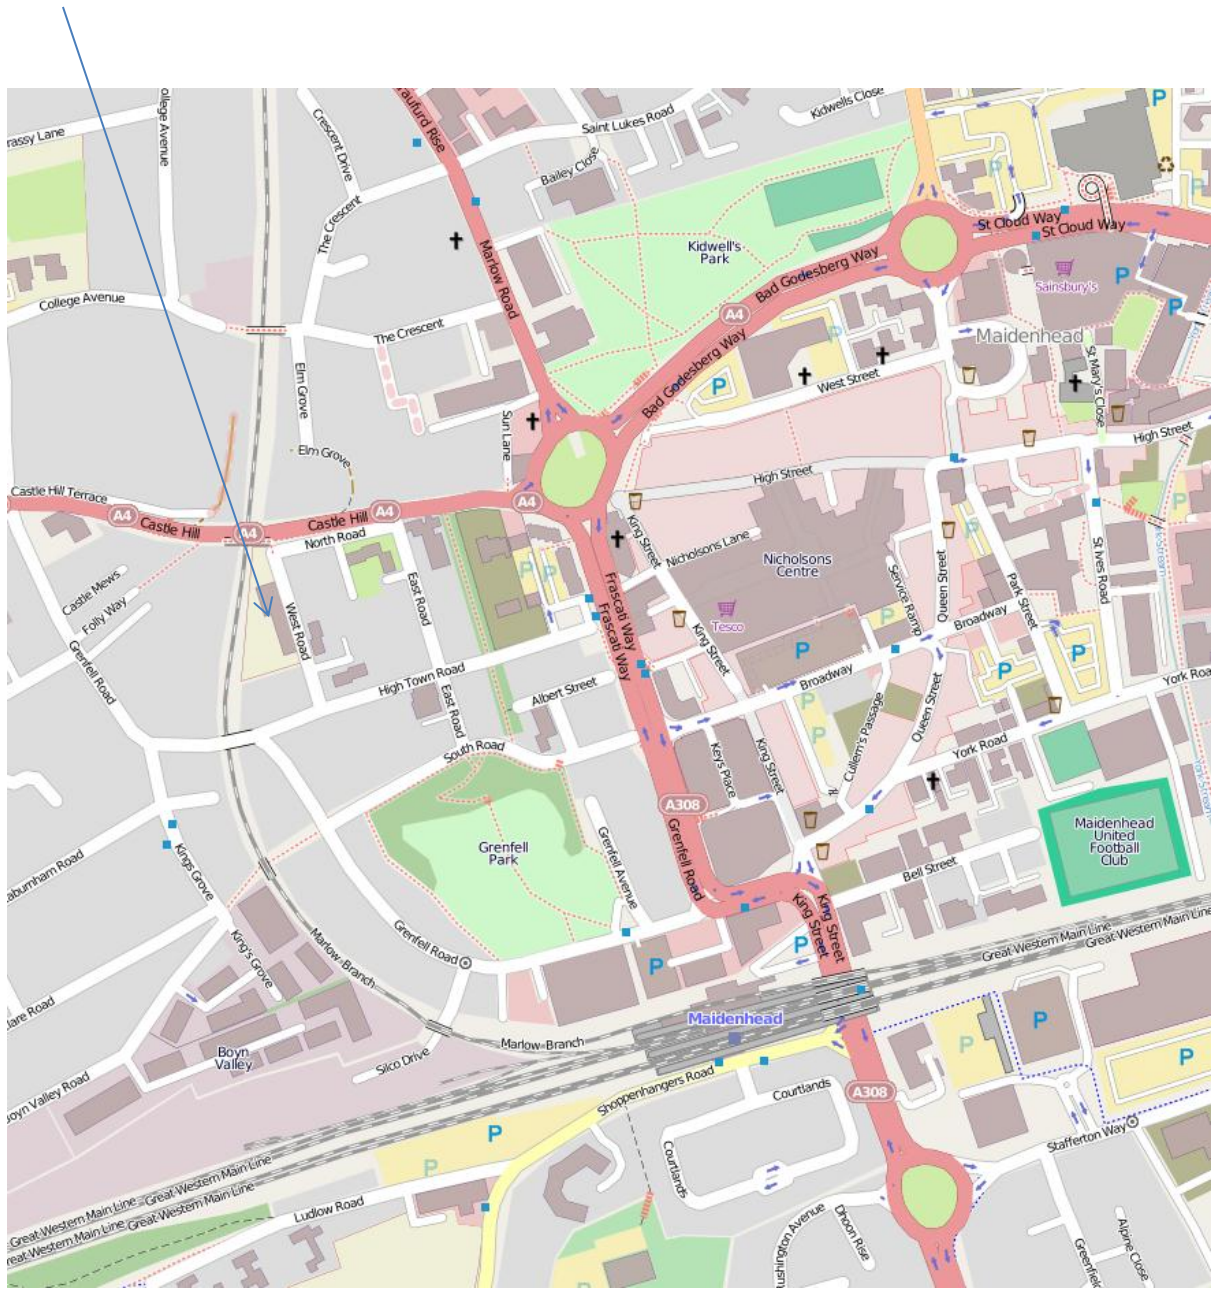 College Avenue
Crescent Drive
Saint Lukes Road
Kidwells Close
P
Bailey Close
P
The Crescent
P
St Cloud Way
St Cloud Way
Marlow Road
Kidwell's
Park
Bad Godesberg Way
P
Sainsbury's
College Avenue
A4
P
The Crescent
Maidenhead
Bad Godesberg Way
St Mary's Close
Elm Grove
P
West Street
Sun Lane
High Street
Elm Grove
High Street
Castle Hill Terrace
A4
Castle Hill
A4
Castle Hill
A4
A4
P
North Road
King Street
Nicholsons Lane
Nicholsons
Centre
Queen Street
P
St Ives Road
P
P
Castle Mews
East Road
Frascati Way
Frascati Way
Service Ramp
Park Street
Folly Way
West Road
Tesco
P
Broadway
Grenfell Road
King Street
P
P
P
High Town Road
Albert Street
Broadway
York Road
East Road
P
P
Cullem's Passage
Queen Street
South Road
Keys Place
King Street
York Road
York Stream
A308
Grenfell
Park
Grenfell Avenue
Maidenhead
United
Football
Club
Kings Grove
Grenfell Road
Bell Street
King's Grove
Marlow-Branch
Grenfell Road
King Street
King Street
P
Great Western Main Line
Great Western Main Line
P
Maidenhead
P
Marlow-Branch
P
Boyn
Valley
Silco Drive
P
Boyn Valley Road
Shoppenhangers Road
Courtlands
A308
P
Stafferton Way
P
Courtlands
Great Western Main Line
Great Western Main Line
Great Western Main Line
Great Western Main Line
Ludlow Road
Dhoon Rise
Alpine Close
P